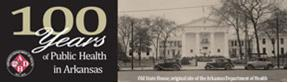 100
Years
of Public Health
in Arkansas
Old State House, original site of the Arkansas Department of Health